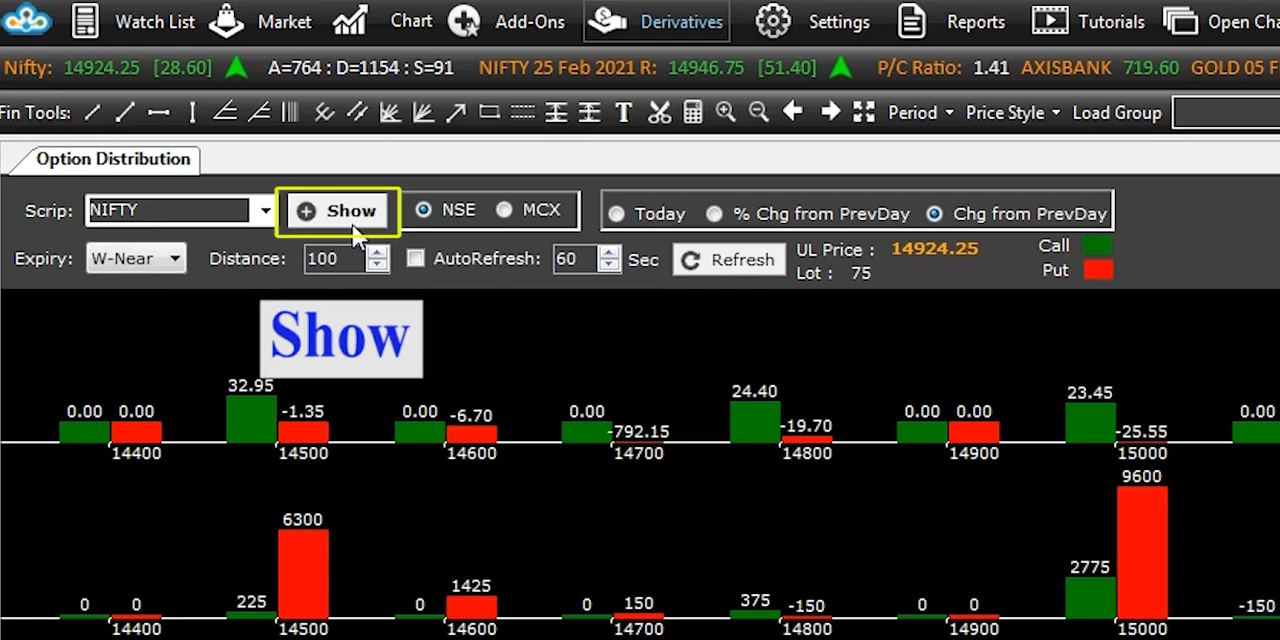 Watch List Market Chart Add-Ons Derivatives Settings Reports Tutorials Open Cha
Nifty: 14924.25 [28.60] A=764 : D=1154 : S=91 NIFTY 25 Feb 2021 R: 14946.75 [51.40] P/C Ratio: 1.41 AXISBANK 719.60 GOLD 05 F
Fin Tools: T Period Price Style Load Group
Option Distribution
Scrip: NIFTY Show NSE MCX Today % Chg from PrevDay Chg from PrevDay
Expiry: W-Near Distance: 100 AutoRefresh: 60 Sec Refresh UL Price : 14924.25 Call
Lot : 75 Put
Show
32.95 24.40 23.45
0.00 0.00 -1.35 0.00 -6.70 0.00 -792.15 -19.70 0.00 0.00 -25.55 0.00
14400 14500 14600 14700 14800 14900 15000
9600
6300
2775
1425
0 0 225 0 0 150 375 -150 0 0 -150
14400 14500 14600 14700 14800 14900 15000